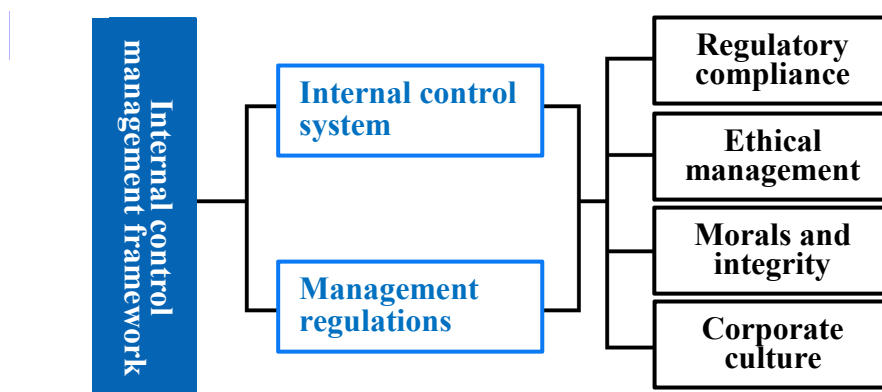 Internal control
management framework
Internal control
system
Management
regulations
Regulatory
compliance
Ethical
management
Morals and
integrity
Corporate
culture